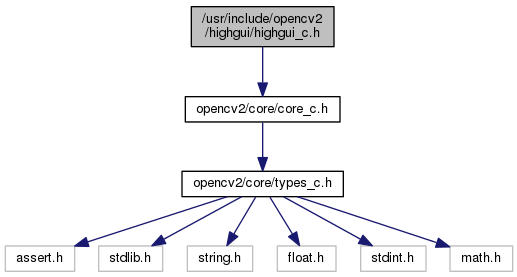 /usr/include/opencv2
/highgui/highgui_c.h
opencv2/core/core_c.h
opencv2/core/types_c.h
assert.h
stdlib.h
string.h
float.h
stdint.h
math.h